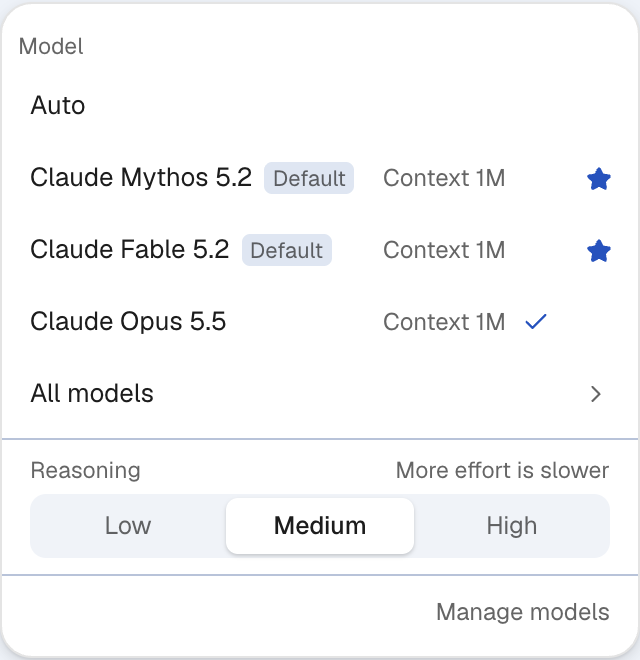 Model
Auto
Claude Mythos 5.2 Default Context 1M
Claude Fable 5.2 Default Context 1M
Claude Opus 5.5 Context 1M
All models
Reasoning More effort is slower
Low Medium High
Manage models